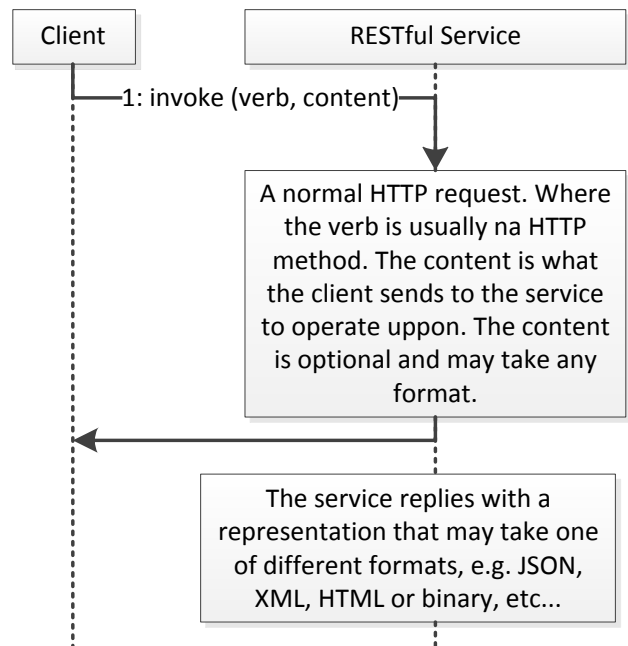 Client
RESTful Service
1: invoke (verb, content)
A normal HTTP request. Where
the verb is usually na HTTP
method. The content is what
the client sends to the service
to operate uppon. The content
is optional and may take any
format.
The service replies with a
representation that may take one
of different formats, e.g. JSON,
XML, HTML or binary, etc...